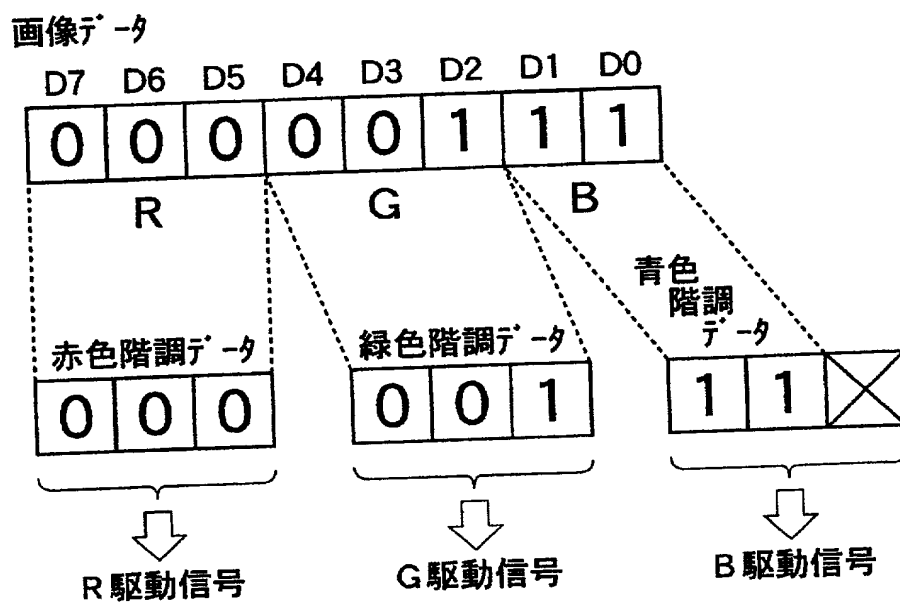 画像データ
D7 D6 D5 D4 D3 D2 D1 D0
0 0 0 0 0 1 1 1
R G B
青色
階調
データ
赤色階調データ
緑色階調データ
0 0 0
0 0 1
1 1
R駆動信号
G駆動信号
B駆動信号